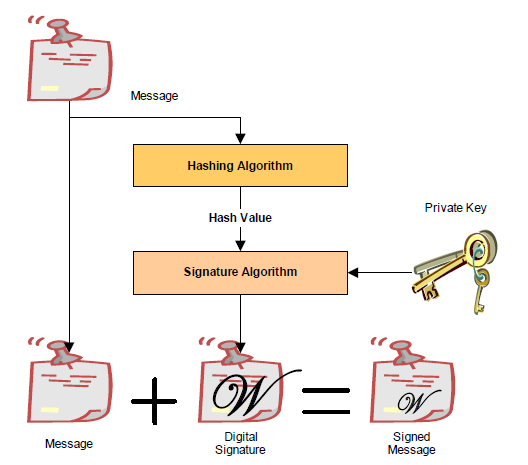 Message
Hashing Algorithm
Hash Value
Private Key
Signature Algorithm
W
W
Message
Digital
Signature
Signed
Message